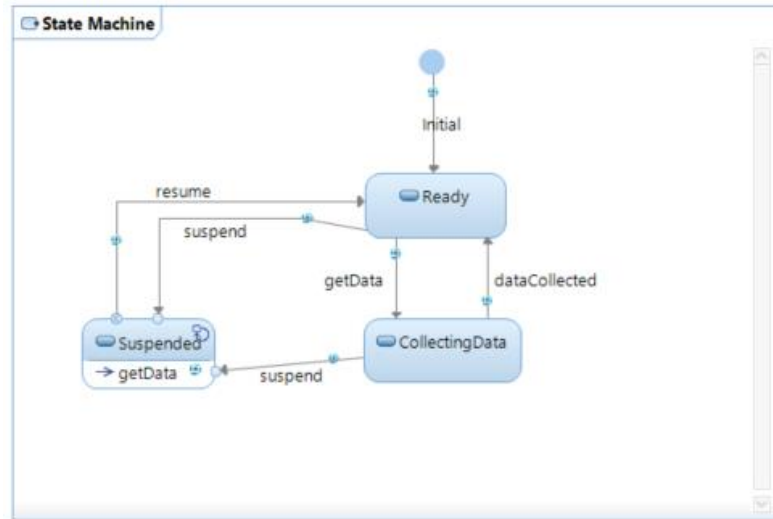 State Machine
Initial
Ready
resume
suspend
getData
dataCollected
Suspended
CollectingData
getData
suspend